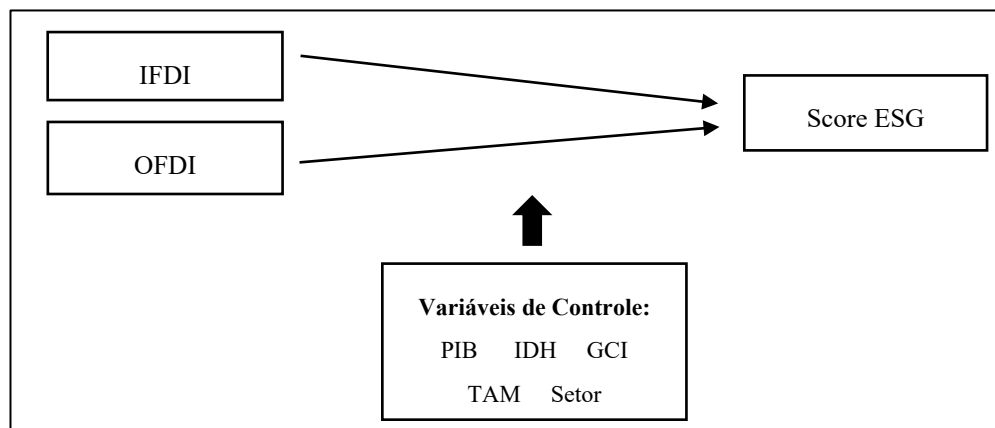 IFDI
OFDI
Score ESG
Variáveis de Controle:
PIB IDH GCI
TAM Setor